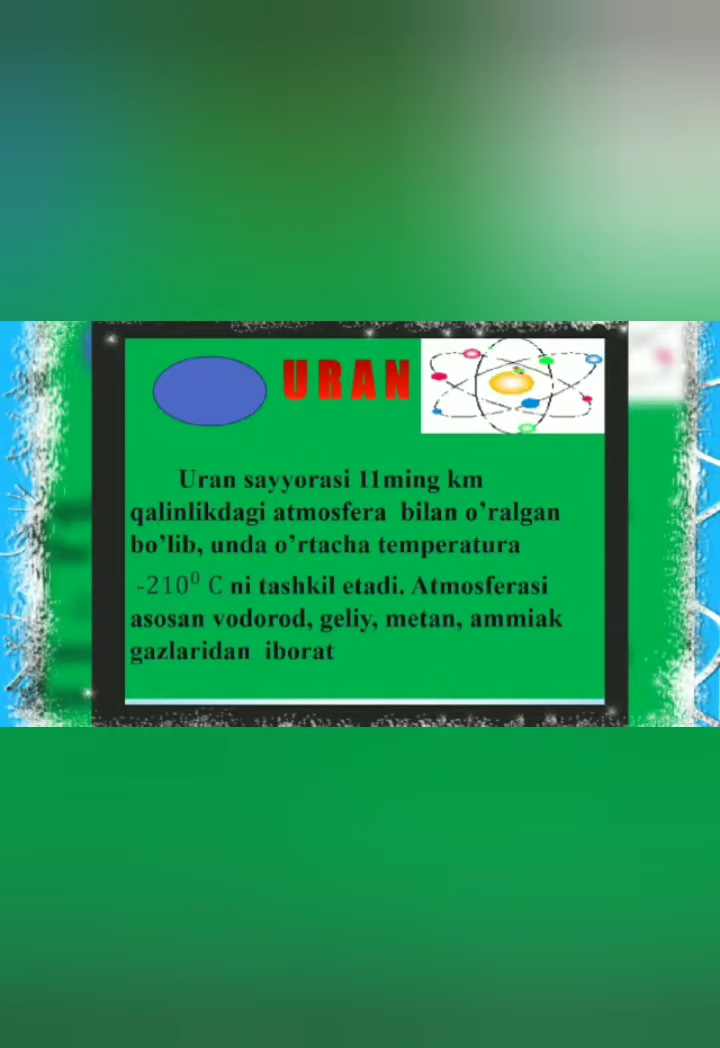 URAN
Uran sayyorasi 11ming km
qalinlikdagi atmosfera bilan o’ralgan
bo’lib, unda o’rtacha temperatura
-210⁰ C ni tashkil etadi. Atmosferasi
asosan vodorod, geliy, metan, ammiak
gazlaridan iborat